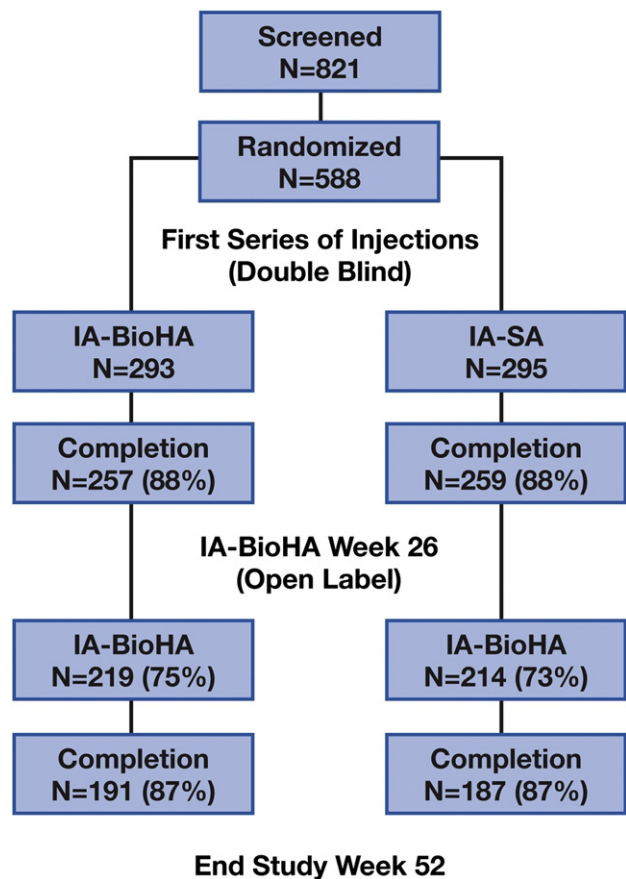 Screened
N=821
Randomized
N=588
First Series of Injections
(Double Blind)
IA-BioHA
N=293
IA-SA
N=295
Completion
N=257 (88%)
Completion
N=259 (88%)
IA-BioHA Week 26
(Open Label)
IA-BioHA
N=219 (75%)
IA-BioHA
N=214 (73%)
Completion
N=191 (87%)
Completion
N=187 (87%)
End Study Week 52